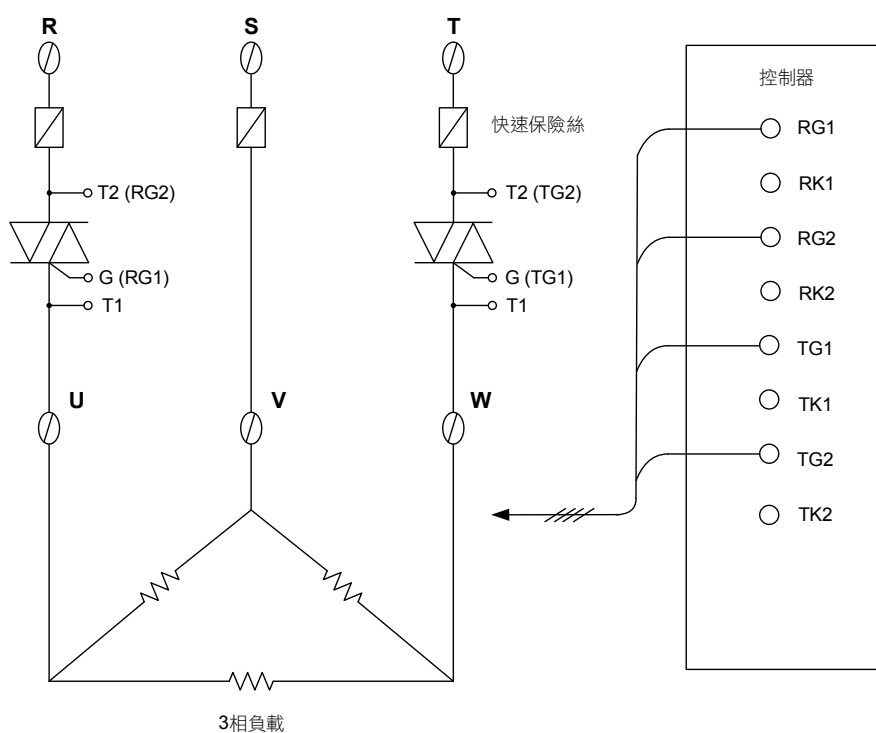 R
S
T
控制器
快速保險絲
RG1
T2 (RG2)
T2 (TG2)
RK1
RG2
G (RG1)
G (TG1)
RK2
T1
T1
TG1
U
V
W
TK1
TG2
TK2
3相負載